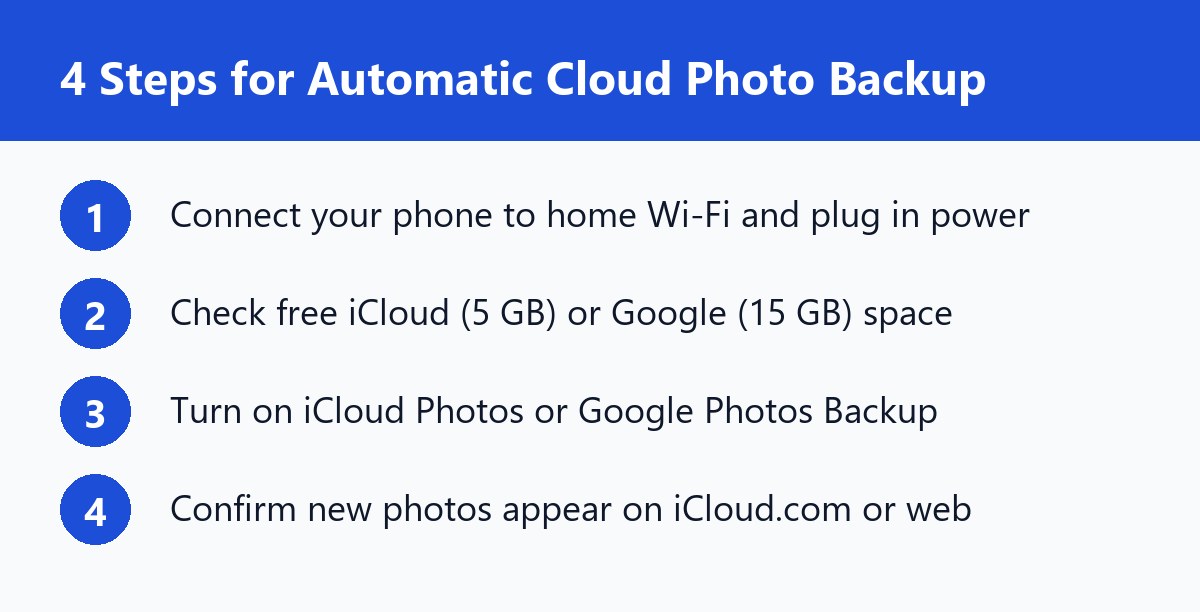 4 Steps for Automatic Cloud Photo Backup
1 Connect your phone to home Wi-Fi and plug in power
2 Check free iCloud (5 GB) or Google (15 GB) space
3 Turn on iCloud Photos or Google Photos Backup
4 Confirm new photos appear on iCloud.com or web